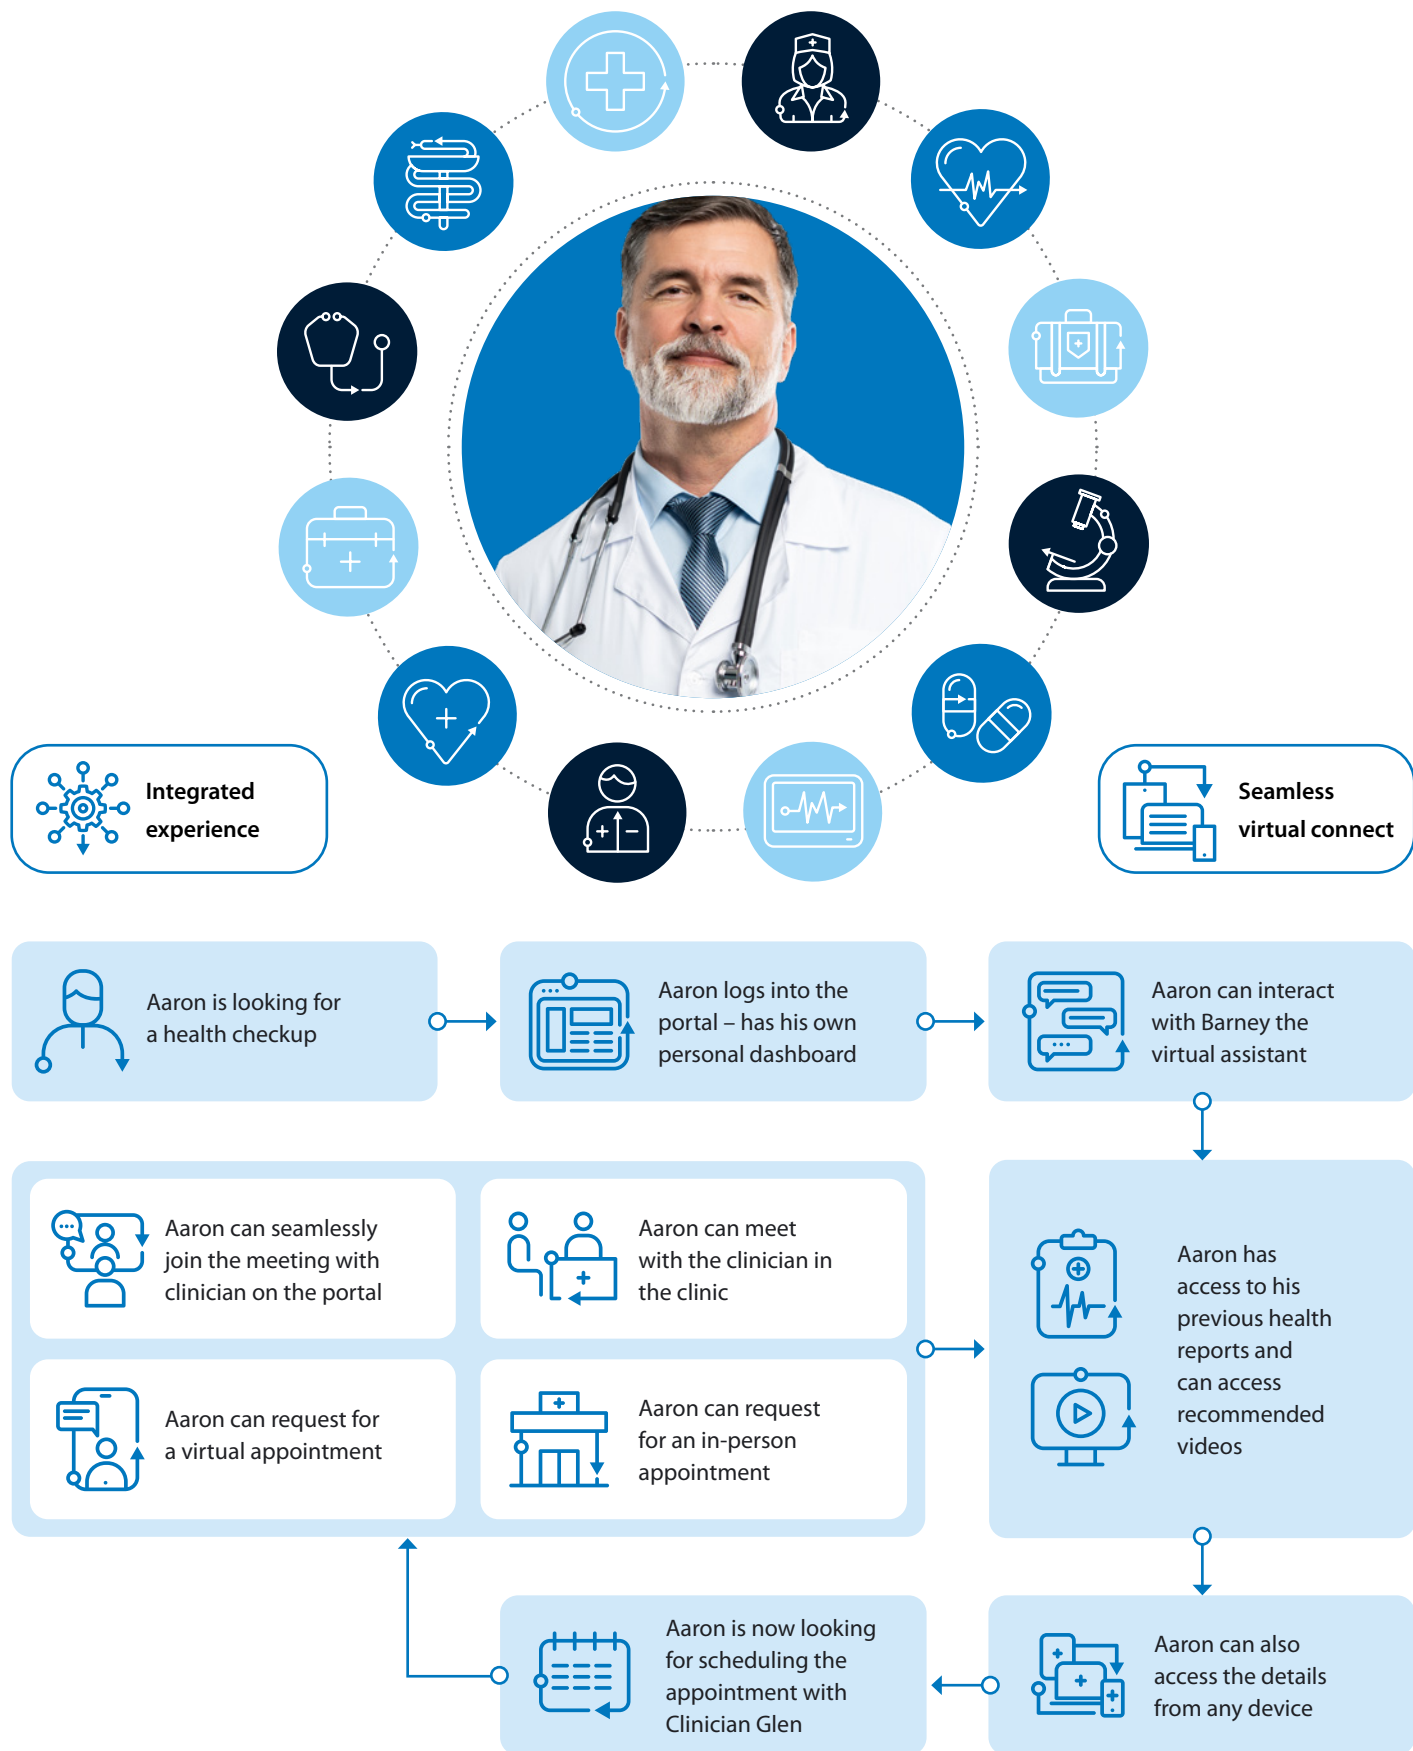 Integrated
experience
Seamless
virtual connect
Aaron is looking for
a health checkup
Aaron logs into the
portal – has his own
personal dashboard
Aaron can interact
with Barney the
virtual assistant
Aaron can seamlessly
join the meeting with
clinician on the portal
Aaron can meet
with the clinician in
the clinic
Aaron can request for
a virtual appointment
Aaron can request
for an in-person
appointment
Aaron has
access to his
previous health
reports and
can access
recommended
videos
Aaron is now looking
for scheduling the
appointment with
Clinician Glen
Aaron can also
access the details
from any device